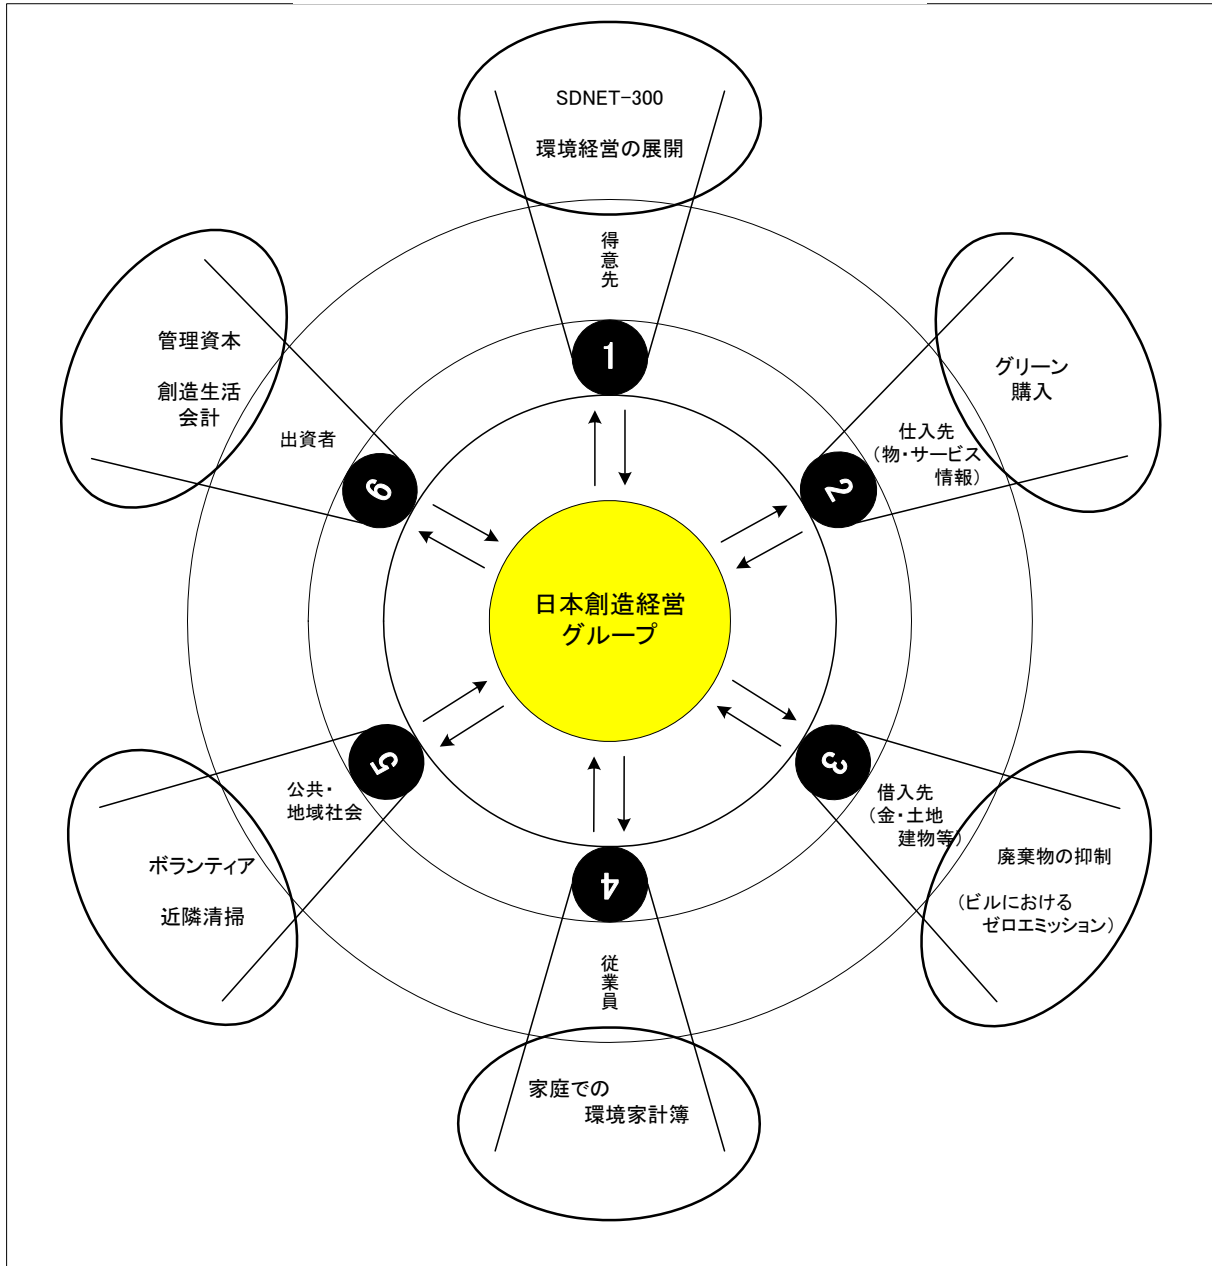 SDNET-300
環境経営の展開
得
意
先
1
グリーン
購入
仕入先
(物・サービス
情報)
2
借入先
(金・土地
建物等)
3
廃棄物の抑制
(ビルにおける
ゼロエミッション)
4
従
業
員
家庭での
環境家計簿
5
公共・
地域社会
ボランティア
近隣清掃
6
出資者
管理資本
創造生活
会計
日本創造経営
グループ